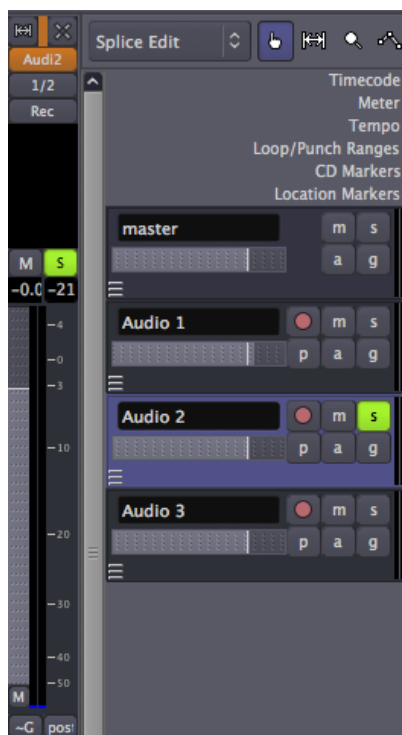 Audi2
1/2
Rec
M S
-0.0 -21
-4
-0
-3
-10
-20
-30
-40
-50
M
~G post
Splice Edit
Timecode
Meter
Tempo
Loop/Punch Ranges
CD Markers
Location Markers
master m s
a g
Audio 1 m s
p a g
Audio 2 m s
p a g
Audio 3 m s
p a g